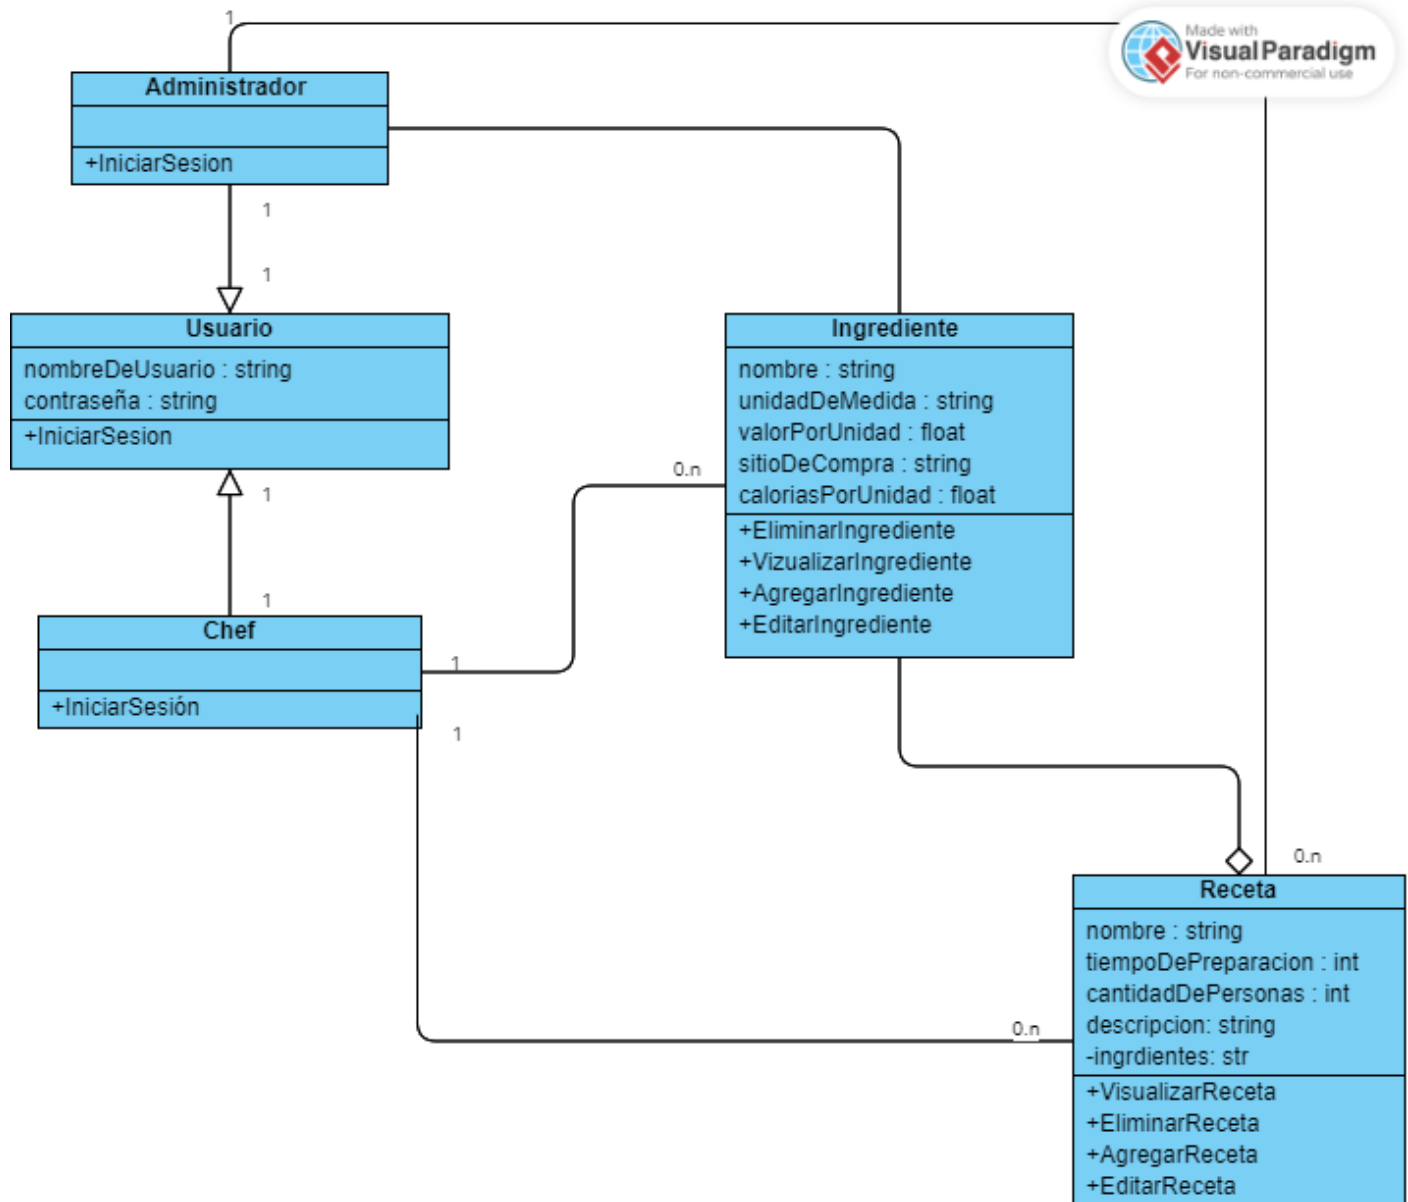 1
Made with
Visual Paradigm
For non-commercial use
Administrador
+IniciarSesion
1
1
Usuario
nombreDeUsuario : string
contraseña : string
+IniciarSesion
1
1
Chef
+IniciarSesión
1
1
Ingrediente
nombre : string
unidadDeMedida : string
valorPorUnidad : float
sitioDeCompra : string
caloriasPorUnidad : float
+EliminarIngrediente
+VizualizarIngrediente
+AgregarIngrediente
+EditarIngrediente
0.n
0.n
0.n
Receta
nombre : string
tiempoDePreparacion : int
cantidadDePersonas : int
descripcion: string
-ingrdientes: str
+VisualizarReceta
+EliminarReceta
+AgregarReceta
+EditarReceta